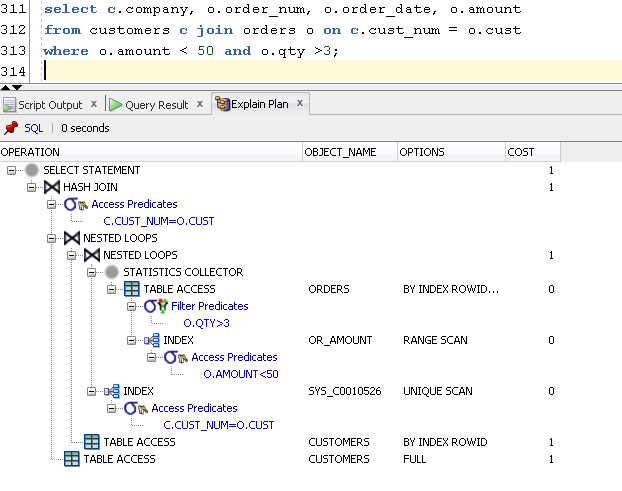 311 select c.company, o.order_num, o.order_date, o.amount
312 from customers c join orders o on c.cust_num = o.cust
313 where o.amount < 50 and o.qty >3;
314
Script Output x Query Result x Explain Plan x
SQL | 0 seconds
OPERATION OBJECT_NAME OPTIONS COST
SELECT STATEMENT 1
HASH JOIN 1
Access Predicates
C.CUST_NUM=O.CUST
NESTED LOOPS
NESTED LOOPS 1
STATISTICS COLLECTOR
TABLE ACCESS ORDERS BY INDEX ROWID... 0
Filter Predicates
O.QTY>3
INDEX OR_AMOUNT RANGE SCAN 0
Access Predicates
O.AMOUNT<50
INDEX SYS_C0010526 UNIQUE SCAN 0
Access Predicates
C.CUST_NUM=O.CUST
TABLE ACCESS CUSTOMERS BY INDEX ROWID 1
TABLE ACCESS CUSTOMERS FULL 1